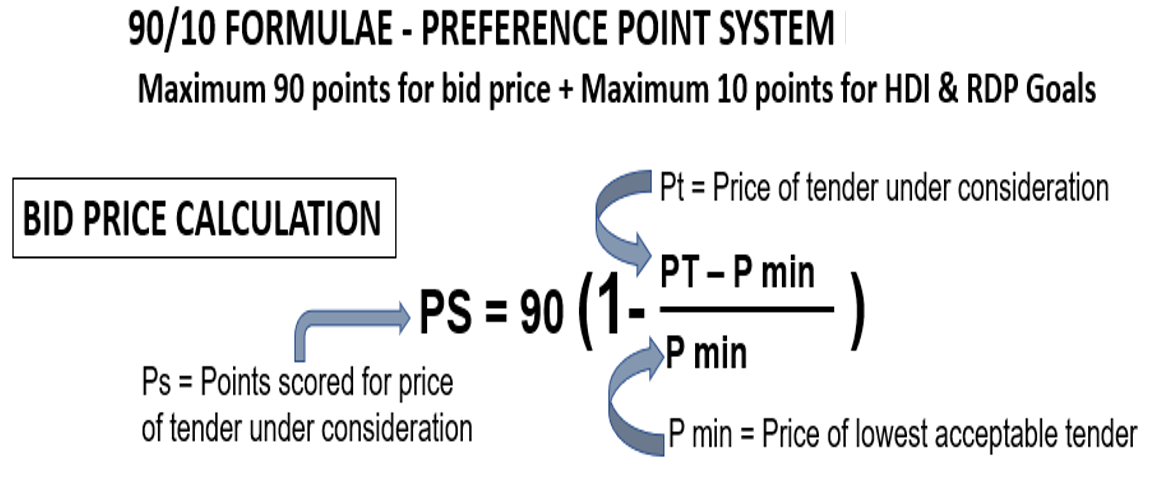 90/10 FORMULAE - PREFERENCE POINT SYSTEM
Maximum 90 points for bid price + Maximum 10 points for HDI & RDP Goals
Pt = Price of tender under consideration
BID PRICE CALCULATION
PT – P min
PS = 90 (1- )
P min
Ps = Points scored for price
of tender under consideration
P min = Price of lowest acceptable tender